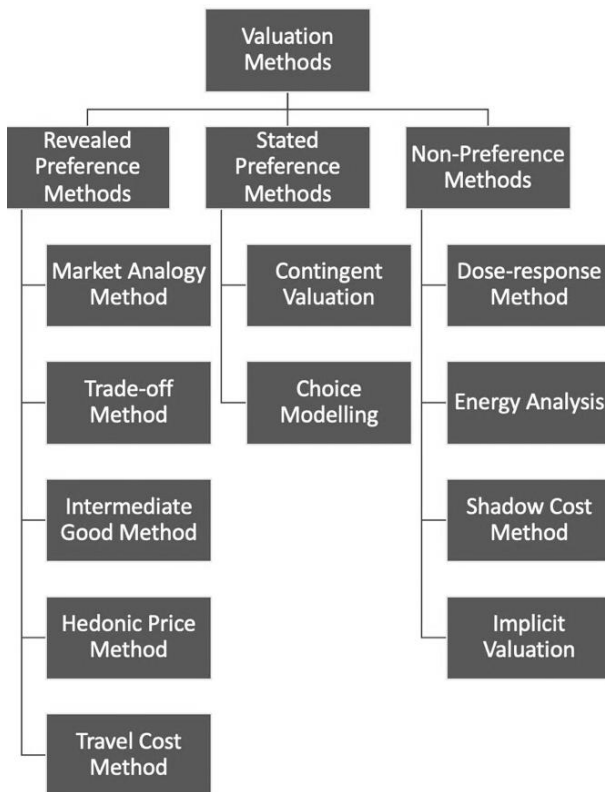 Valuation
Methods
Revealed
Preference
Methods
Market Analogy
Method
Trade-off
Method
Intermediate
Good Method
Hedonic Price
Method
Travel Cost
Method
Stated
Preference
Methods
Contingent
Valuation
Choice
Modelling
Non-Preference
Methods
Dose-response
Method
Energy Analysis
Shadow Cost
Method
Implicit
Valuation